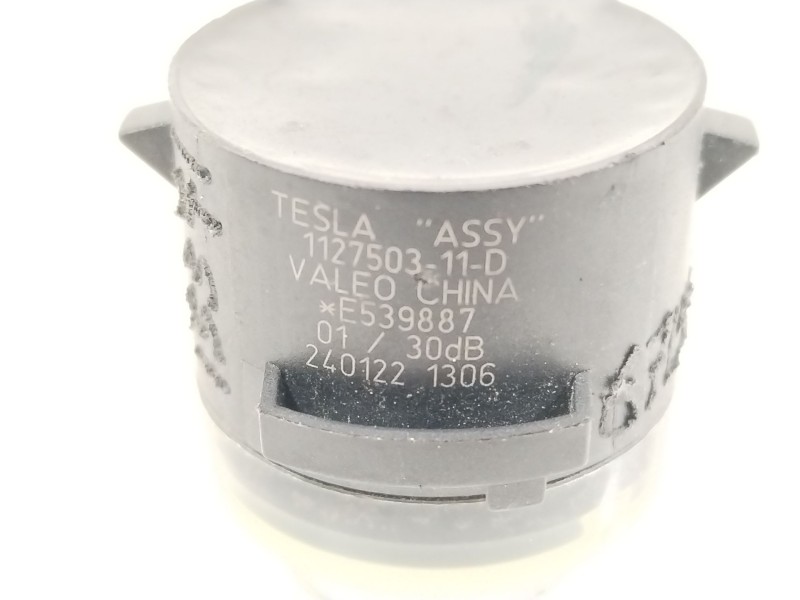 TESLA "ASSY"
1127503-11-D
VALEO CHINA
*E539887
01 / 30dB
240122 1306